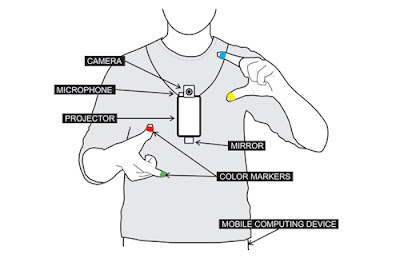 CAMERA
MICROPHONE
PROJECTOR
MIRROR
COLOR MARKERS
MOBILE COMPUTING DEVICE